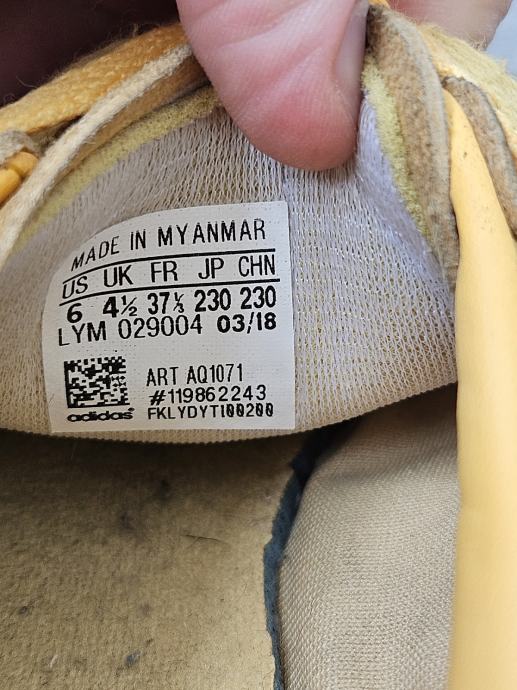 MADE IN MYANMAR
US UK FR JP CHN
6 4½ 37⅓ 230 230
LYM 029004 03/18
ART AQ1071
#119862243
adidas® FKLYDYTI00200